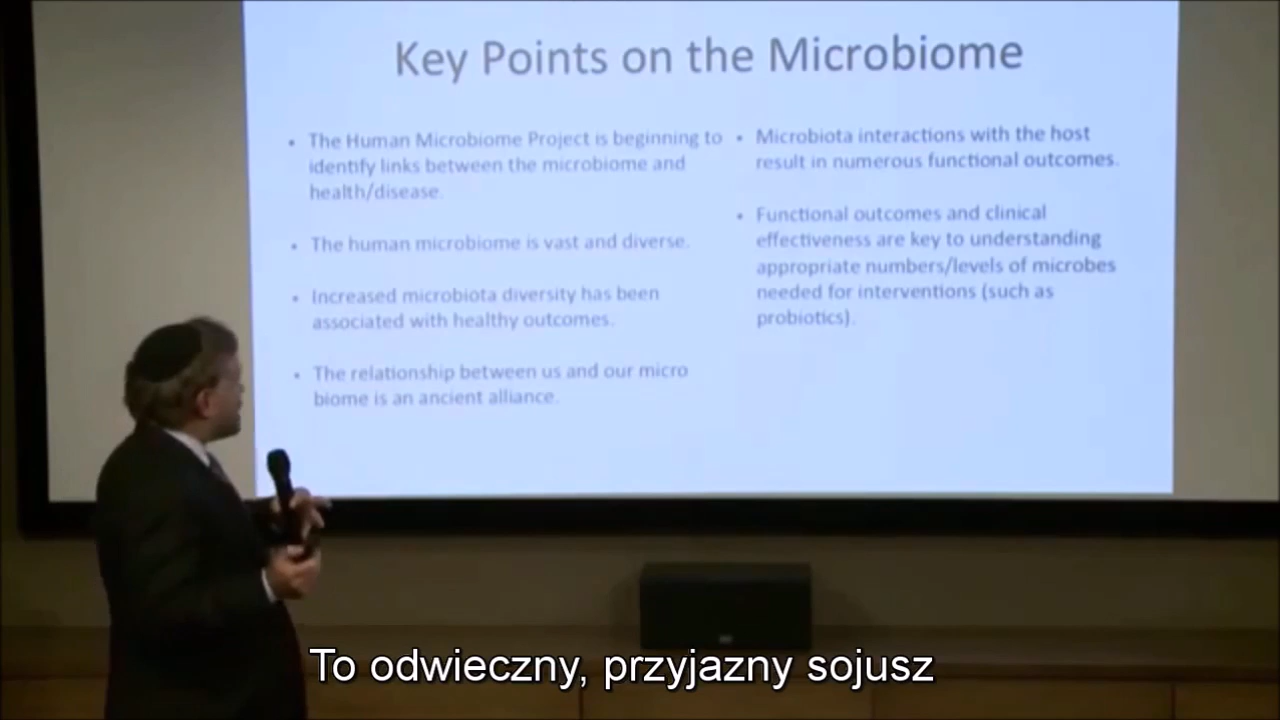 Key Points on the Microbiome
• The Human Microbiome Project is beginning to
identify links between the microbiome and
health/disease.
• The human microbiome is vast and diverse.
• Increased microbiota diversity has been
associated with healthy outcomes.
• The relationship between us and our micro
biome is an ancient alliance.
• Microbiota interactions with the host
result in numerous functional outcomes.
• Functional outcomes and clinical
effectiveness are key to understanding
appropriate numbers/levels of microbes
needed for interventions (such as
probiotics).
To odwieczny, przyjazny sojusz